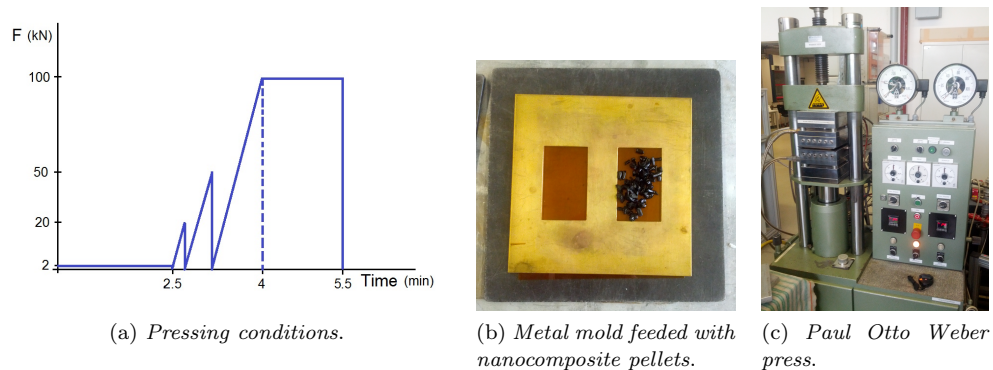 F (kN)
100
50
20
2
2.5
4
5.5
Time (min)
(a) Pressing conditions.
(b) Metal mold feeded with
nanocomposite pellets.
(c) Paul Otto Weber
press.